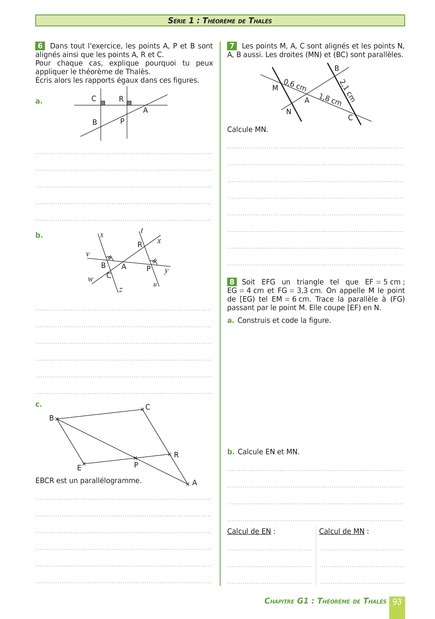 SÉRIE 1 : THÉORÈME DE THALÈS
6 Dans tout l'exercice, les points A, P et B sont
alignés ainsi que les points A, R et C.
Pour chaque cas, explique pourquoi tu peux
appliquer le théorème de Thalès.
Écris alors les rapports égaux dans ces figures.
a.
C R
A
B P
b.
s t
R x
v
B A P y
w C
z u
c.
C
B
R
E P
A
EBCR est un parallélogramme.
7 Les points M, A, C sont alignés et les points N,
A, B aussi. Les droites (MN) et (BC) sont parallèles.
B
M 0,6 cm 2,1 cm
A 1,8 cm
N C
Calcule MN.
8 Soit EFG un triangle tel que EF = 5 cm ;
EG = 4 cm et FG = 3,3 cm. On appelle M le point
de [EG) tel EM = 6 cm. Trace la parallèle à (FG)
passant par le point M. Elle coupe [EF) en N.
a. Construis et code la figure.
b. Calcule EN et MN.
Calcul de EN : Calcul de MN :
CHAPITRE G1 : THÉORÈME DE THALÈS 93